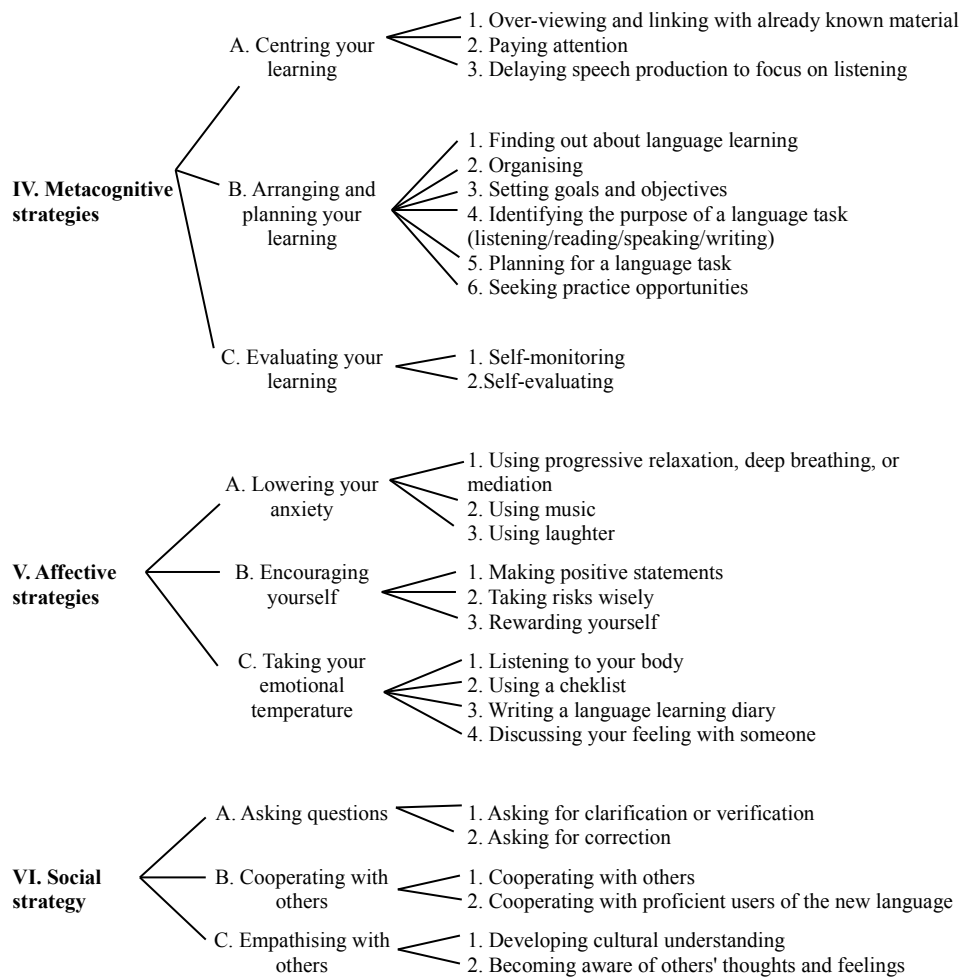 1. Over-viewing and linking with already known material
A. Centring your
learning
2. Paying attention
3. Delaying speech production to focus on listening
IV. Metacognitive
strategies
B. Arranging and
planning your
learning
1. Finding out about language learning
2. Organising
3. Setting goals and objectives
4. Identifying the purpose of a language task
(listening/reading/speaking/writing)
5. Planning for a language task
6. Seeking practice opportunities
C. Evaluating your
learning
1. Self-monitoring
2.Self-evaluating
V. Affective
strategies
A. Lowering your
anxiety
1. Using progressive relaxation, deep breathing, or
mediation
2. Using music
3. Using laughter
B. Encouraging
yourself
1. Making positive statements
2. Taking risks wisely
3. Rewarding yourself
C. Taking your
emotional
temperature
1. Listening to your body
2. Using a cheklist
3. Writing a language learning diary
4. Discussing your feeling with someone
VI. Social
strategy
A. Asking questions
1. Asking for clarification or verification
2. Asking for correction
B. Cooperating with
others
1. Cooperating with others
2. Cooperating with proficient users of the new language
C. Empathising with
others
1. Developing cultural understanding
2. Becoming aware of others' thoughts and feelings